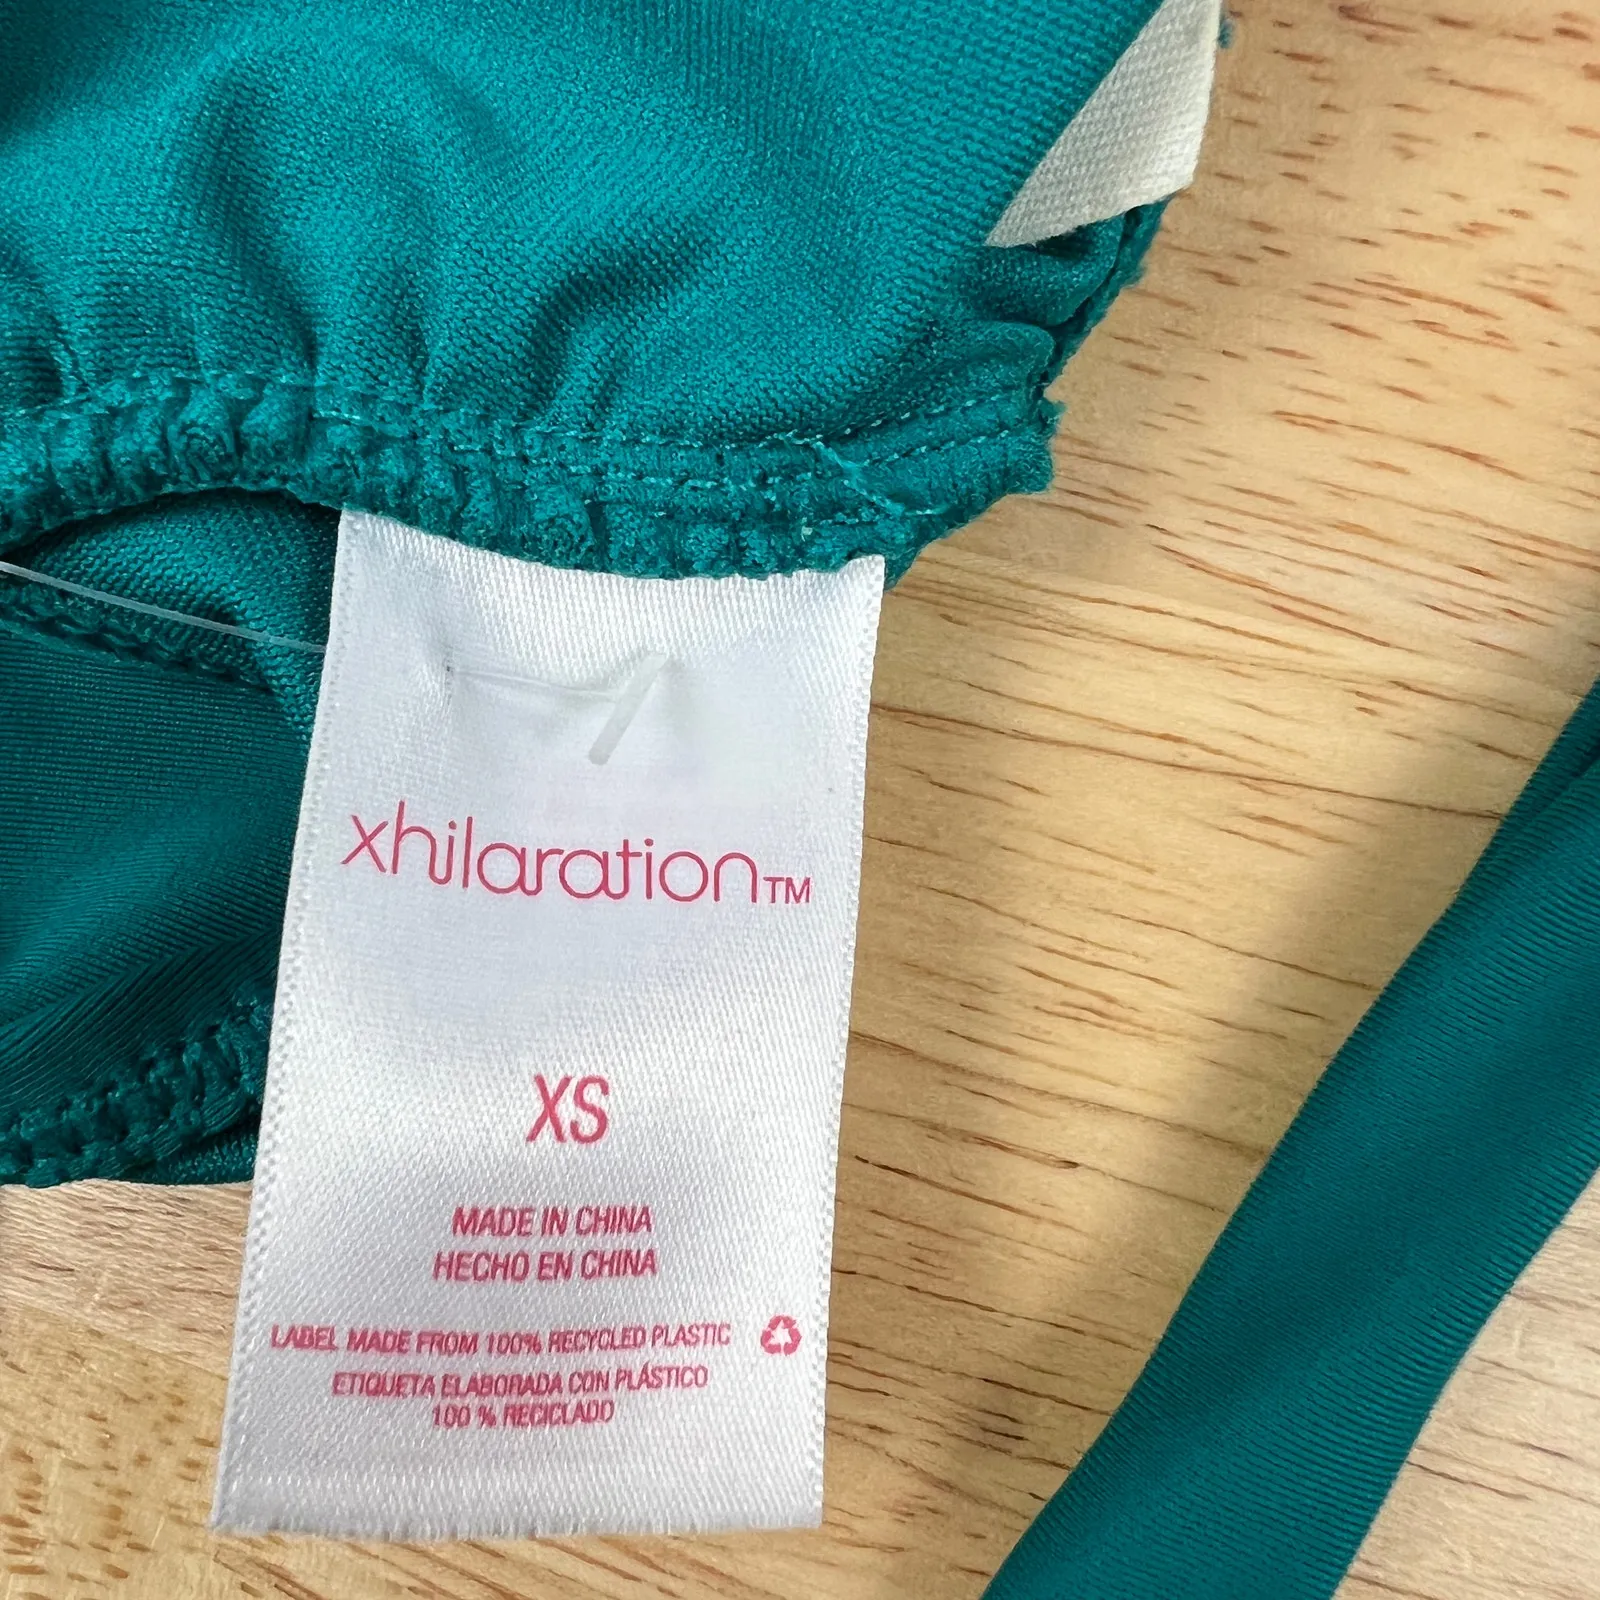 xhilaration™
XS
MADE IN CHINA
HECHO EN CHINA
LABEL MADE FROM 100% RECYCLED PLASTIC
ETIQUETA ELABORADA CON PLÁSTICO
100 % RECICLADO